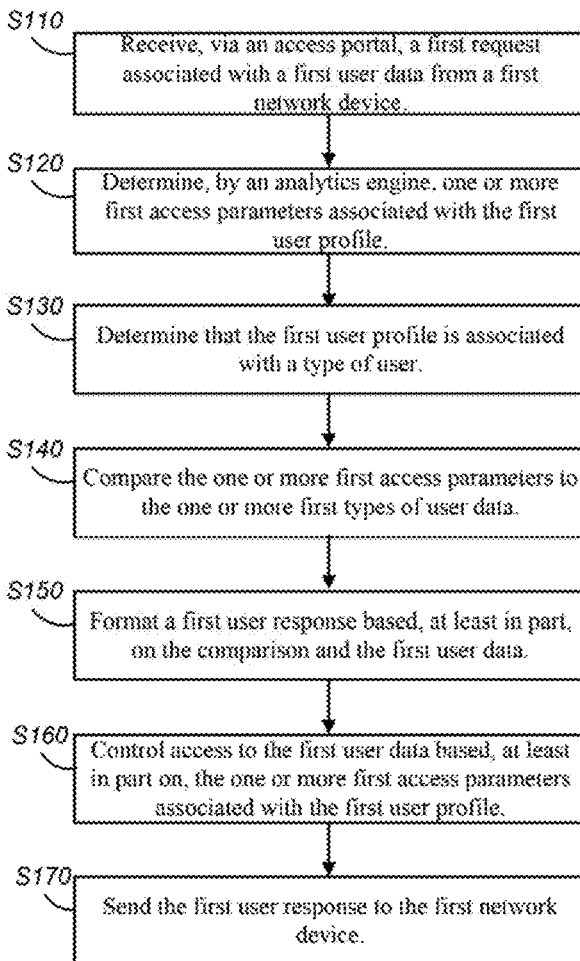 S110
Receive, via an access portal, a first request
associated with a first user data from a first
network device.
S120
Determine, by an analytics engine, one or more
first access parameters associated with the first
user profile.
S130
Determine that the first user profile is associated
with a type of user.
S140
Compare the one or more first access parameters to
the one or more first types of user data.
S150
Format a first user response based, at least in part,
on the comparison and the first user data.
S160
Control access to the first user data based, at least
in part on, the one or more first access parameters
associated with the first user profile.
S170
Send the first user response to the first network
device.